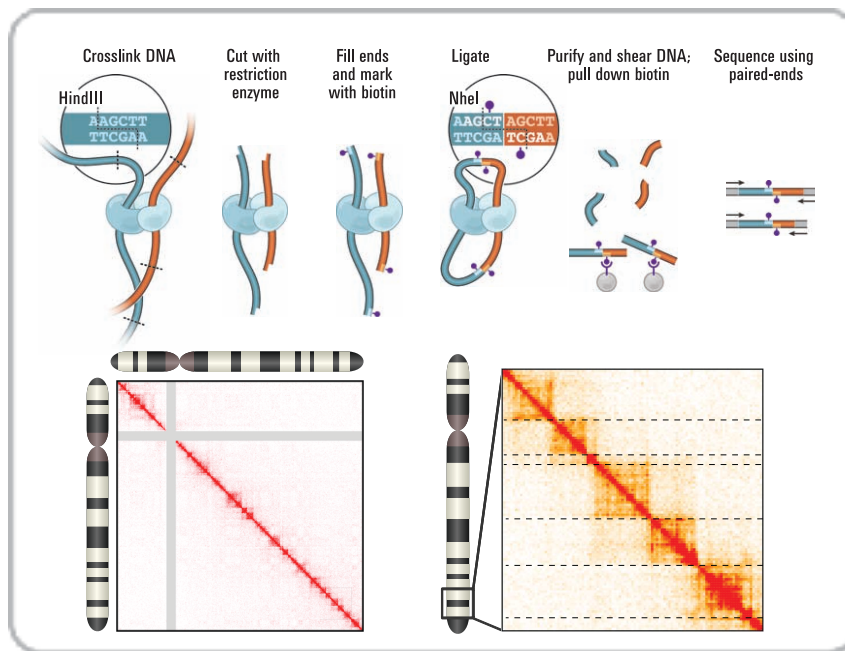 Crosslink DNA
Cut with
restriction
enzyme
Fill ends
and mark
with biotin
Ligate
Purify and shear DNA;
pull down biotin
Sequence using
paired-ends
HindIII
AAGCTT
TTCGAA
NheI
AAGCT AGCTT
TTCGA TCGAA